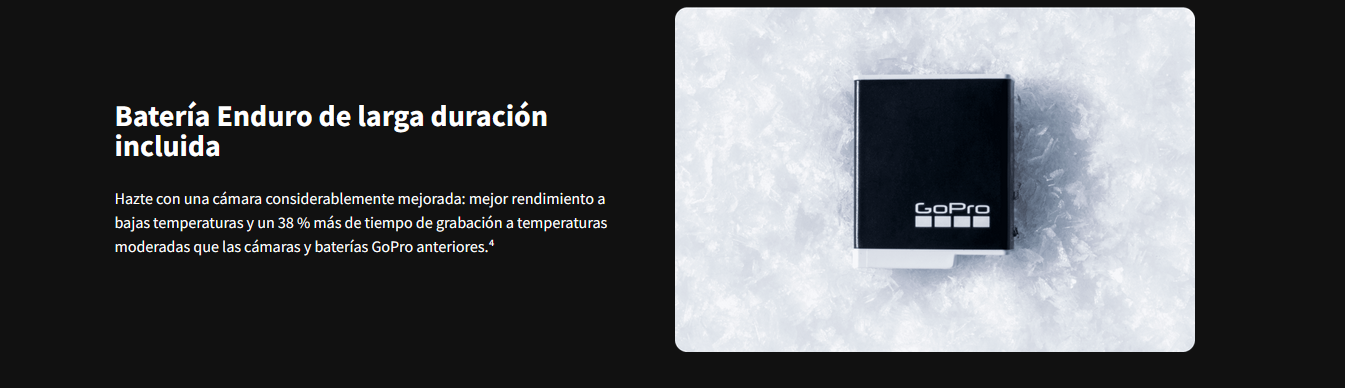 Batería Enduro de larga duración
incluida
Hazte con una cámara considerablemente mejorada: mejor rendimiento a
bajas temperaturas y un 38 % más de tiempo de grabación a temperaturas
moderadas que las cámaras y baterías GoPro anteriores.⁴
GoPro